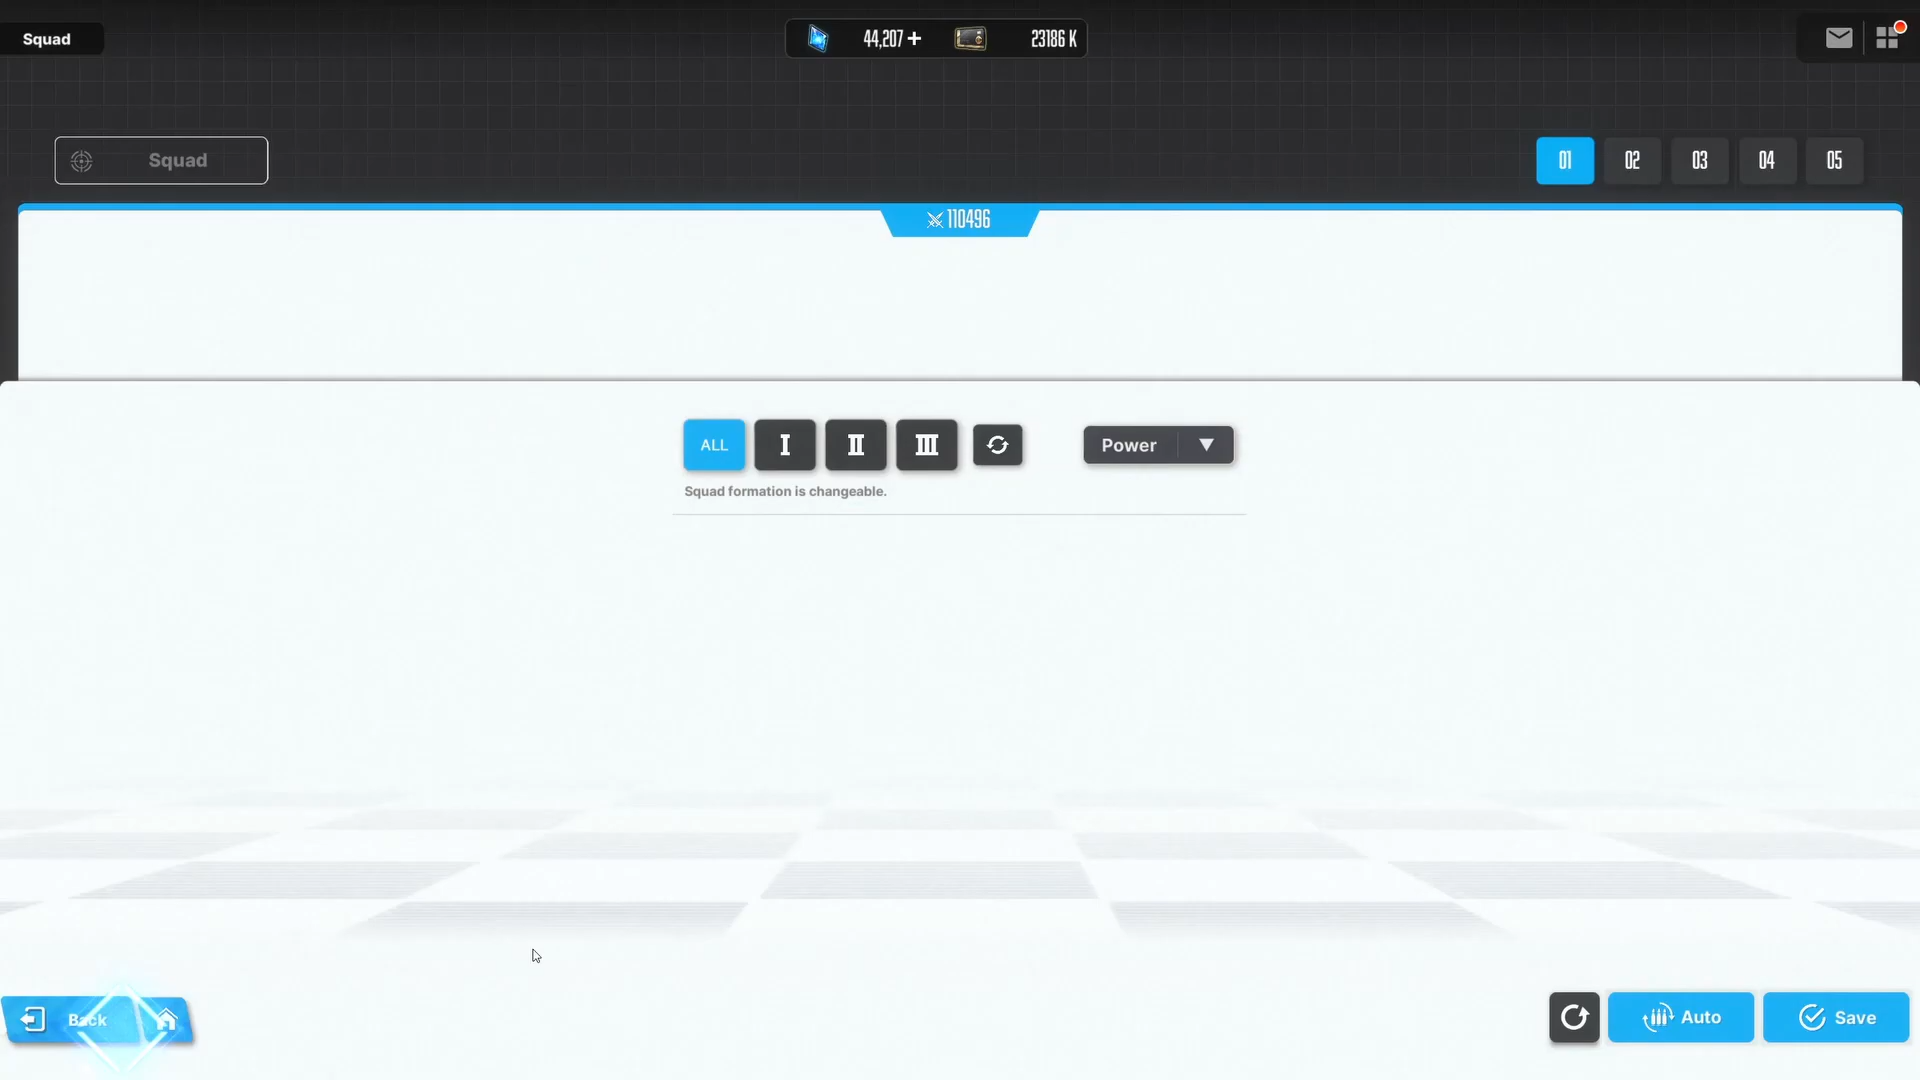 Squad
44,207 +
23186 K
Squad
01
02
03
04
05
110496
ALL
I
II
III
Power
Squad formation is changeable.
Back
Auto
Save